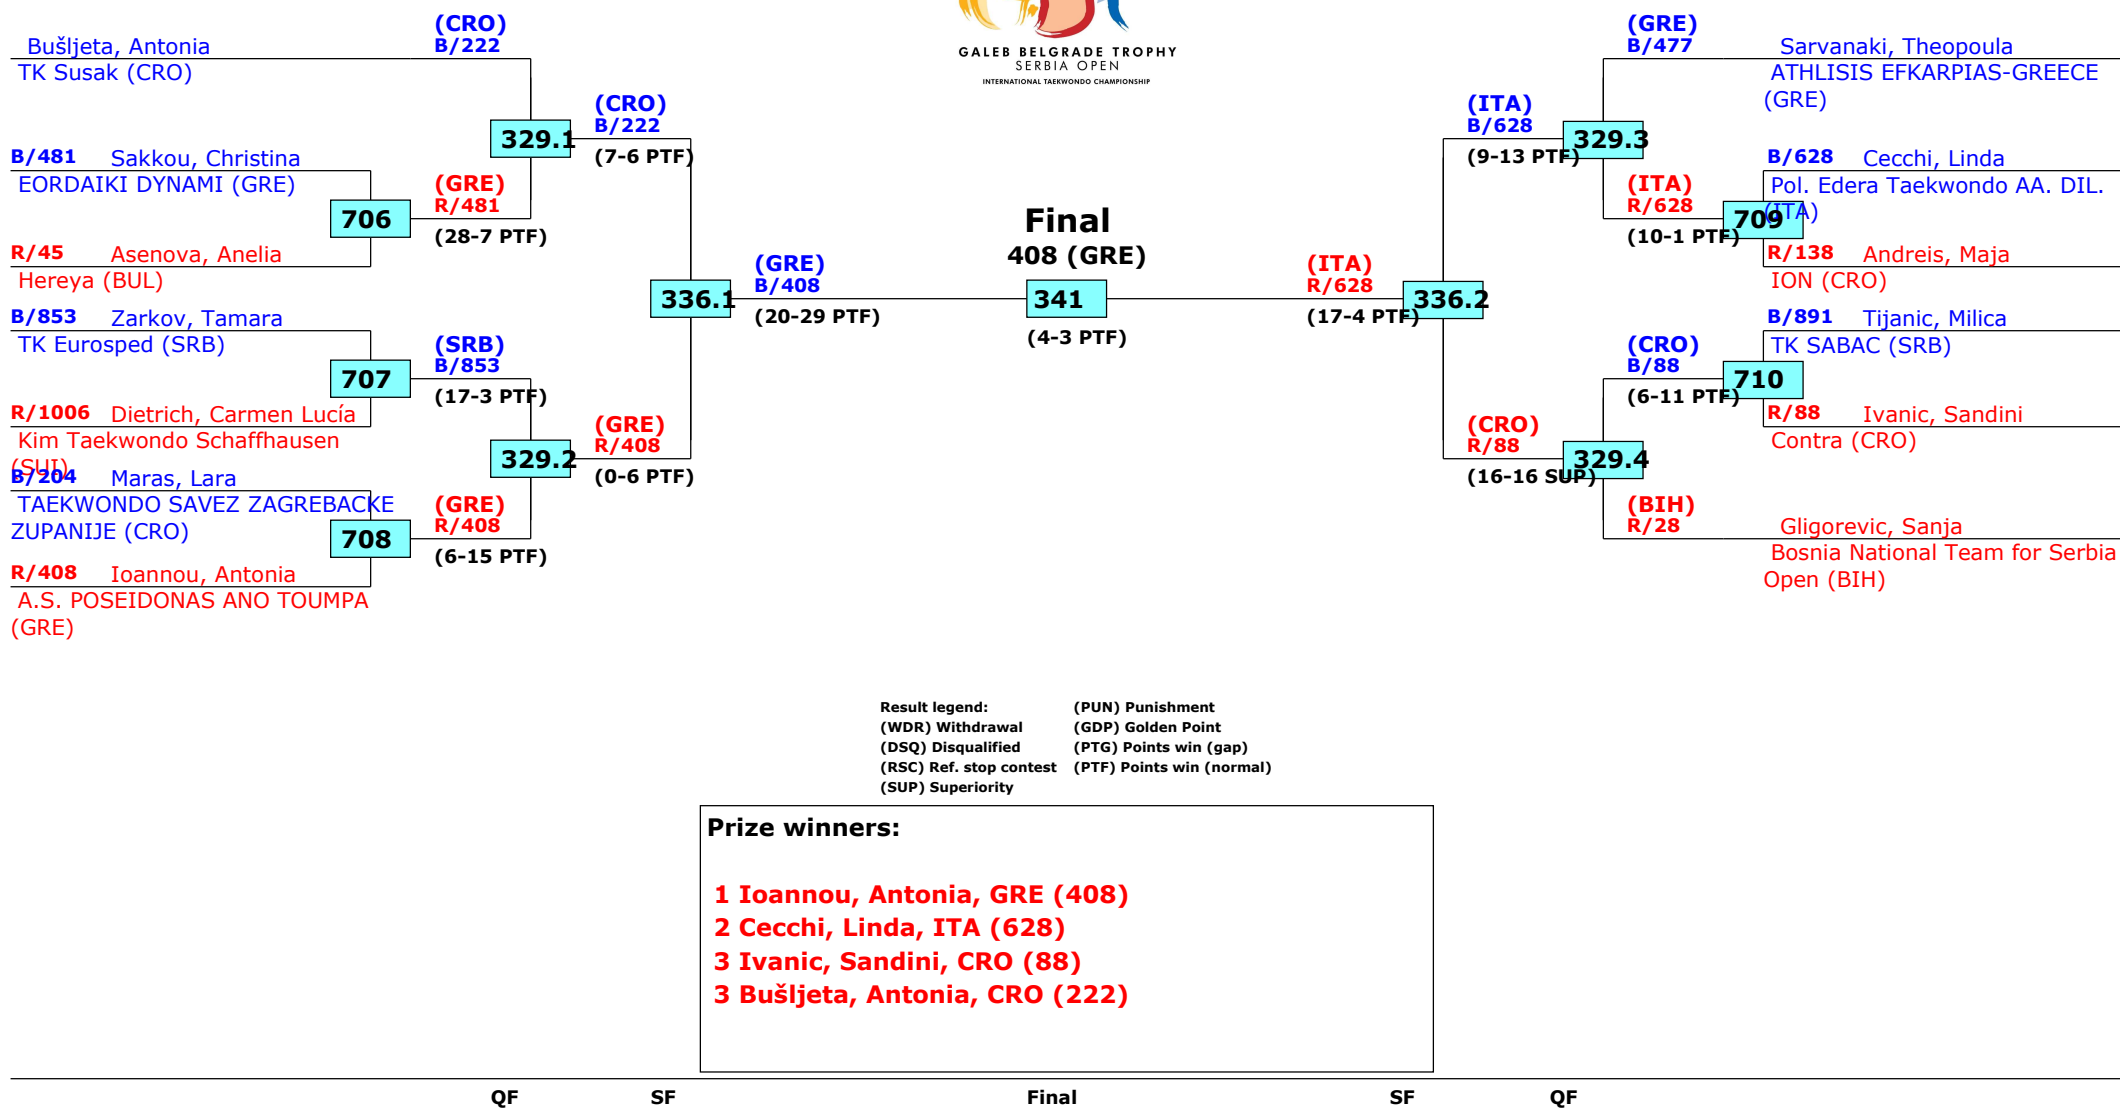 GALEB BELGRADE TROPHY
SERBIA OPEN
INTERNATIONAL TAEKWONDO CHAMPIONSHIP
Bušljeta, Antonia
TK Susak (CRO)
(CRO)
B/222
B/481 Sakkou, Christina
EORDAIKI DYNAMI (GRE)
R/45 Asenova, Anelia
Hereya (BUL)
706
(GRE)
R/481
(28-7 PTF)
329.1
(CRO)
B/222
(7-6 PTF)
B/853 Zarkov, Tamara
TK Eurosped (SRB)
R/1006 Dietrich, Carmen Lucía
Kim Taekwondo Schaffhausen
(SUI)
707
(SRB)
B/853
(17-3 PTF)
B/204 Maras, Lara
TAEKWONDO SAVEZ ZAGREBACKE
ZUPANIJE (CRO)
R/408 Ioannou, Antonia
A.S. POSEIDONAS ANO TOUMPA
(GRE)
708
(GRE)
R/408
(6-15 PTF)
329.2
(GRE)
R/408
(0-6 PTF)
336.1
(GRE)
B/408
(20-29 PTF)
Final
408 (GRE)
341
(4-3 PTF)
(ITA)
R/628
(17-4 PTF)
336.2
(ITA)
B/628
(9-13 PTF)
329.3
(GRE)
B/477
Sarvanaki, Theopoula
ATHLISIS EFKARPIAS-GREECE
(GRE)
(ITA)
R/628
(10-1 PTF)
709
B/628 Cecchi, Linda
Pol. Edera Taekwondo AA. DIL.
(ITA)
R/138 Andreis, Maja
ION (CRO)
(CRO)
R/88
(16-16 SUP)
329.4
(CRO)
B/88
(6-11 PTF)
710
B/891 Tijanic, Milica
TK SABAC (SRB)
R/88 Ivanic, Sandini
Contra (CRO)
(BIH)
R/28
Gligorevic, Sanja
Bosnia National Team for Serbia
Open (BIH)
Result legend: (PUN) Punishment
(WDR) Withdrawal (GDP) Golden Point
(DSQ) Disqualified (PTG) Points win (gap)
(RSC) Ref. stop contest (PTF) Points win (normal)
(SUP) Superiority
Prize winners:
1 Ioannou, Antonia, GRE (408)
2 Cecchi, Linda, ITA (628)
3 Ivanic, Sandini, CRO (88)
3 Bušljeta, Antonia, CRO (222)
QF SF Final SF QF